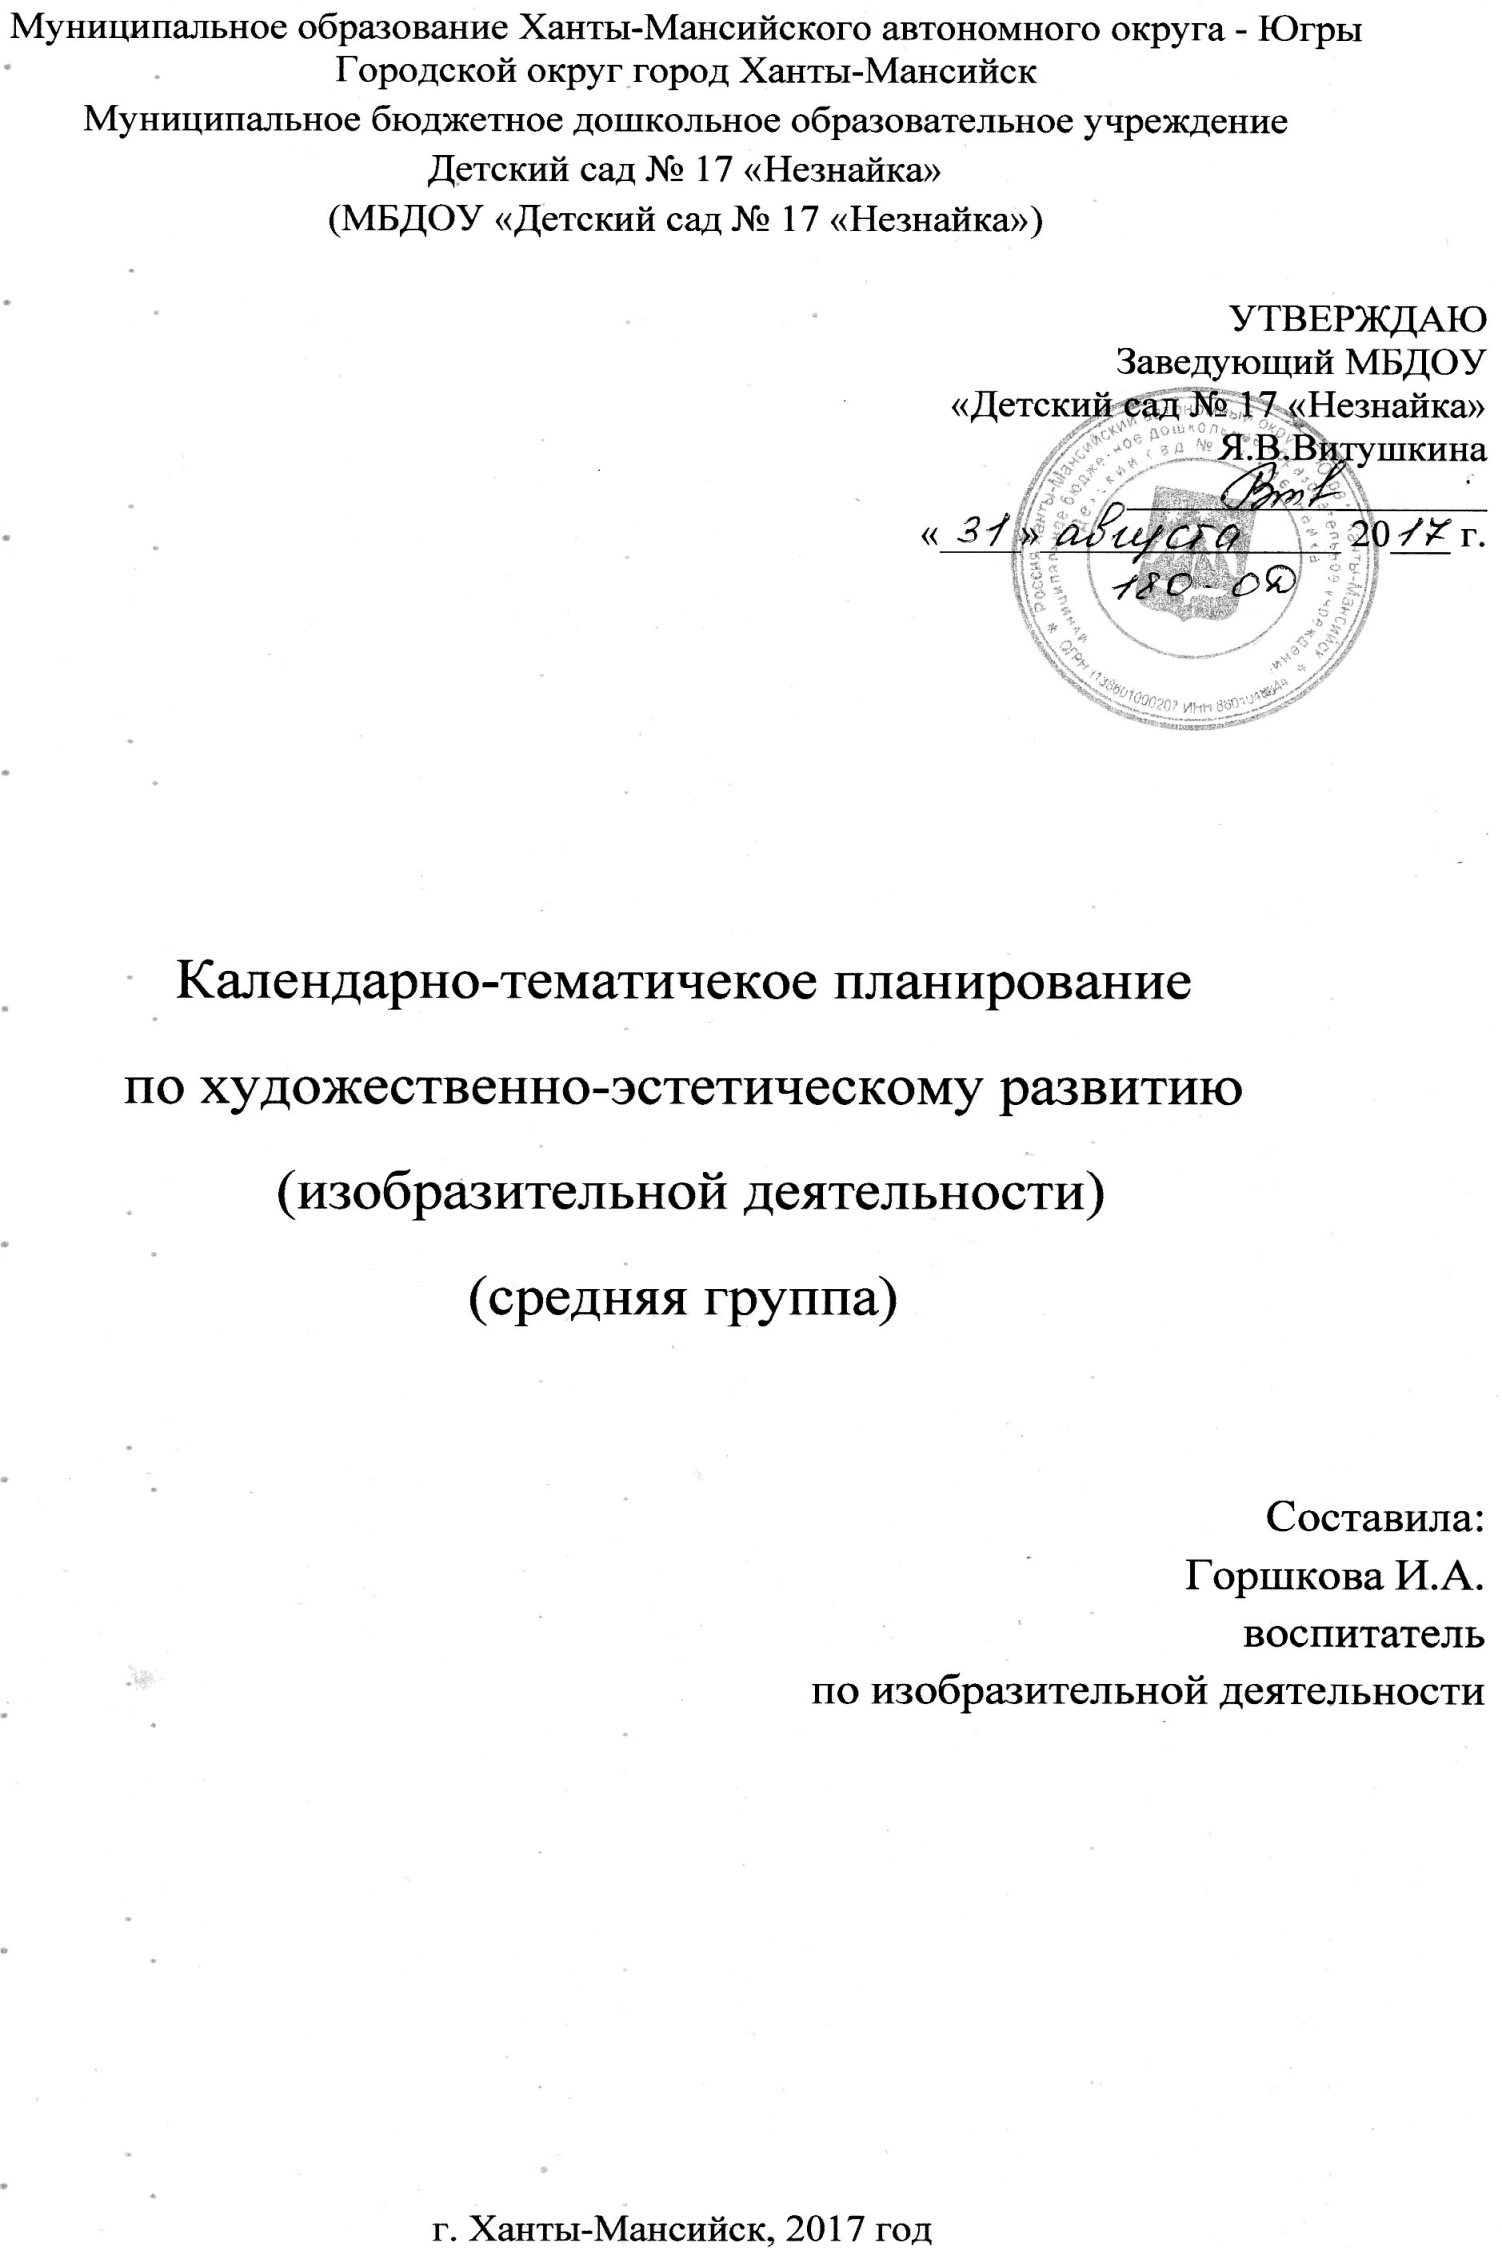 Муниципальное образование Ханты-Мансийского автономного округа - Югры
Городской округ город Ханты-Мансийск
Муниципальное бюджетное дошкольное образовательное учреждение
Детский сад № 17 «Незнайка»
(МБДОУ «Детский сад № 17 «Незнайка»)
УТВЕРЖДАЮ
Заведующий МБДОУ
«Детский сад № 17 «Незнайка»
Я.В.Витушкина
« 31 » августа 2017 г.
180-ОД
Календарно-тематичекое планирование
по художественно-эстетическому развитию
(изобразительной деятельности)
(средняя группа)
Составила:
Горшкова И.А.
воспитатель
по изобразительной деятельности
г. Ханты-Мансийск, 2017 год